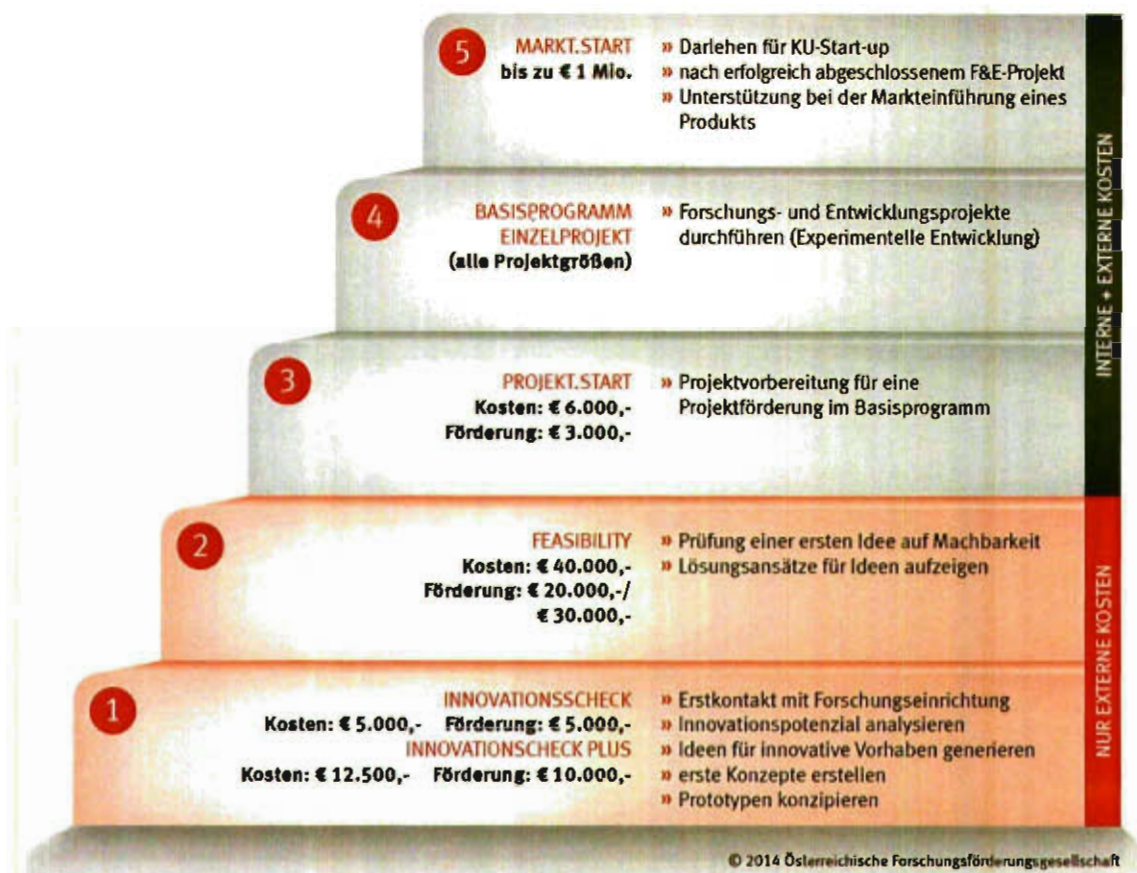 5
MARKT.START
bis zu € 1 Mio.
» Darlehen für KU-Start-up
» nach erfolgreich abgeschlossenem F&E-Projekt
» Unterstützung bei der Markteinführung eines
Produkts
4
BASISPROGRAMM
EINZELPROJEKT
(alle Projektgrößen)
» Forschungs- und Entwicklungsprojekte
durchführen (Experimentelle Entwicklung)
INTERNE + EXTERNE KOSTEN
3
PROJEKT.START
Kosten: € 6.000,-
Förderung: € 3.000,-
» Projektvorbereitung für eine
Projektförderung im Basisprogramm
2
FEASIBILITY
Kosten: € 40.000,-
Förderung: € 20.000,-/
€ 30.000,-
» Prüfung einer ersten Idee auf Machbarkeit
» Lösungsansätze für Ideen aufzeigen
NUR EXTERNE KOSTEN
1
INNOVATIONSSCHECK
Kosten: € 5.000,- Förderung: € 5.000,-
INNOVATIONSCHECK PLUS
Kosten: € 12.500,- Förderung: € 10.000,-
» Erstkontakt mit Forschungseinrichtung
» Innovationspotenzial analysieren
» Ideen für innovative Vorhaben generieren
» erste Konzepte erstellen
» Prototypen konzipieren
© 2014 Österreichische Forschungsförderungsgesellschaft